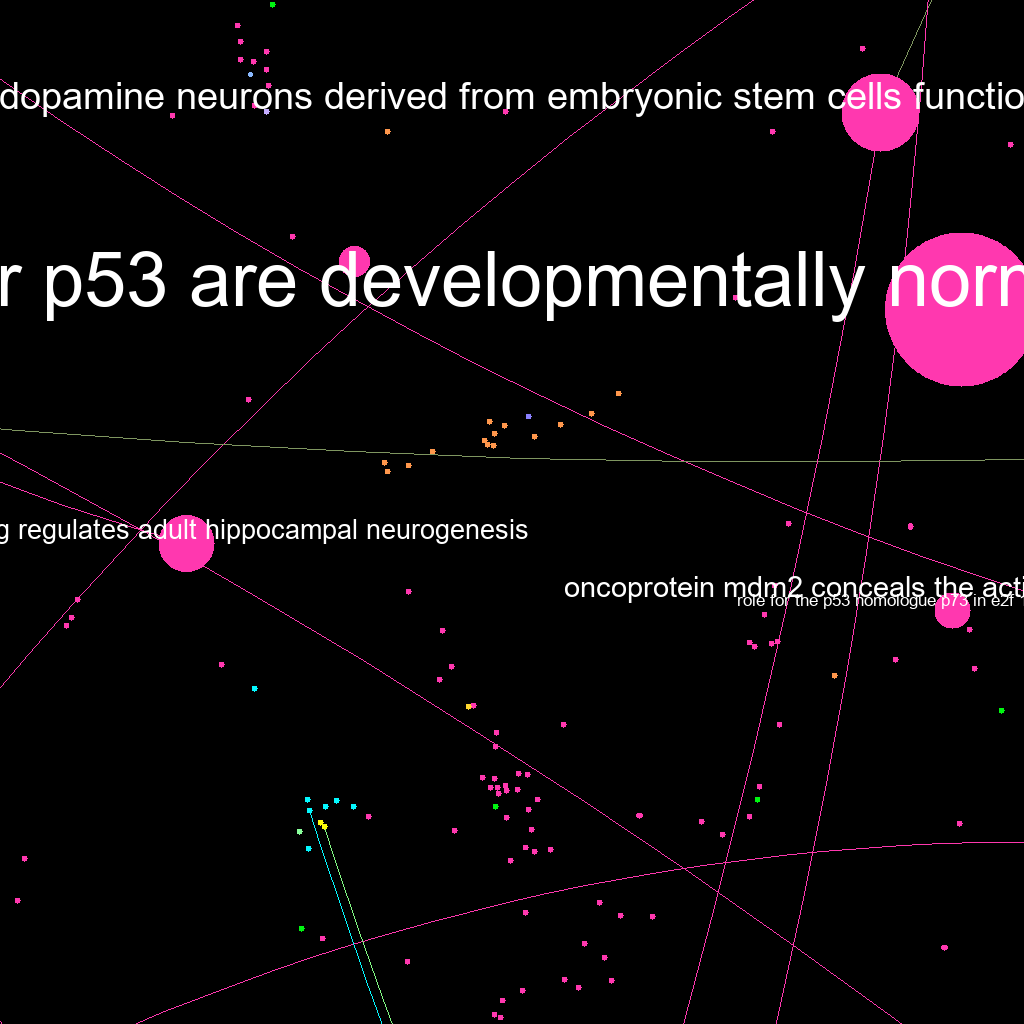 dopamine neurons derived from embryonic stem cells functio
r p53 are developmentally norm
g regulates adult hippocampal neurogenesis
oncoprotein mdm2 conceals the acti
role for the p53 homologue p73 in e2f